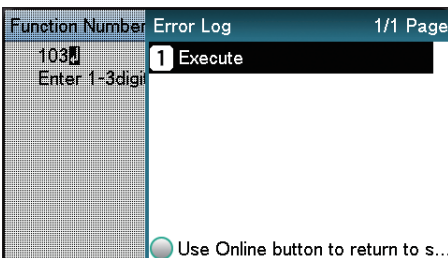 Function Number
103
Enter 1-3digi
Error Log 1/1 Page
1 Execute
Use Online button to return to s...